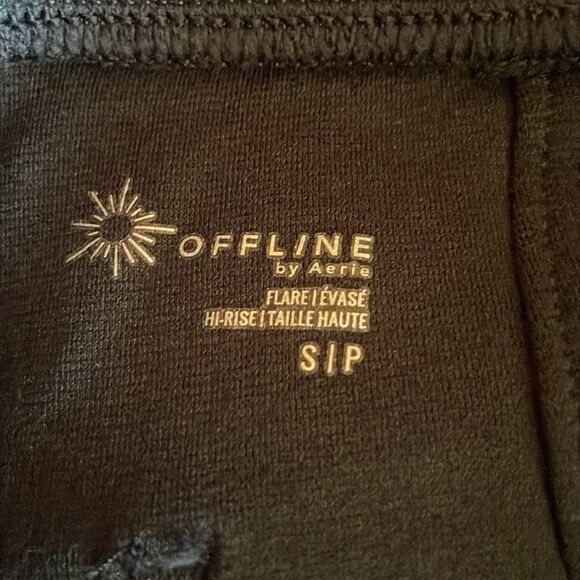 OFFLINE
by Aerie
FLARE | ÉVASÉ
HI-RISE | TAILLE HAUTE
S | P